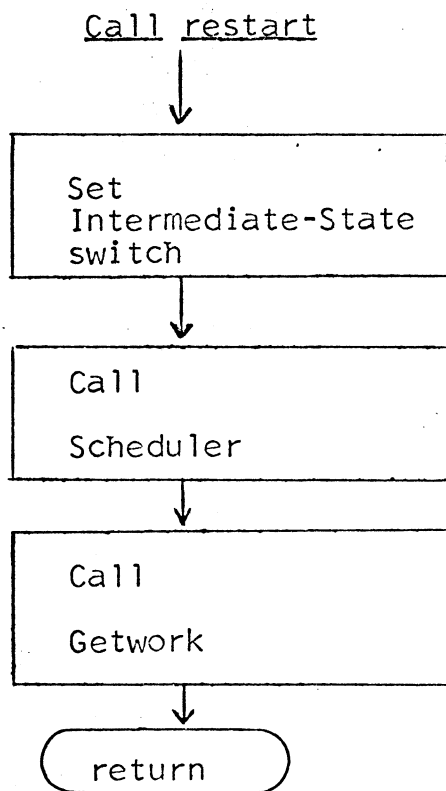 Call restart
Set
Intermediate-State
switch
Call
Scheduler
Call
Getwork
return